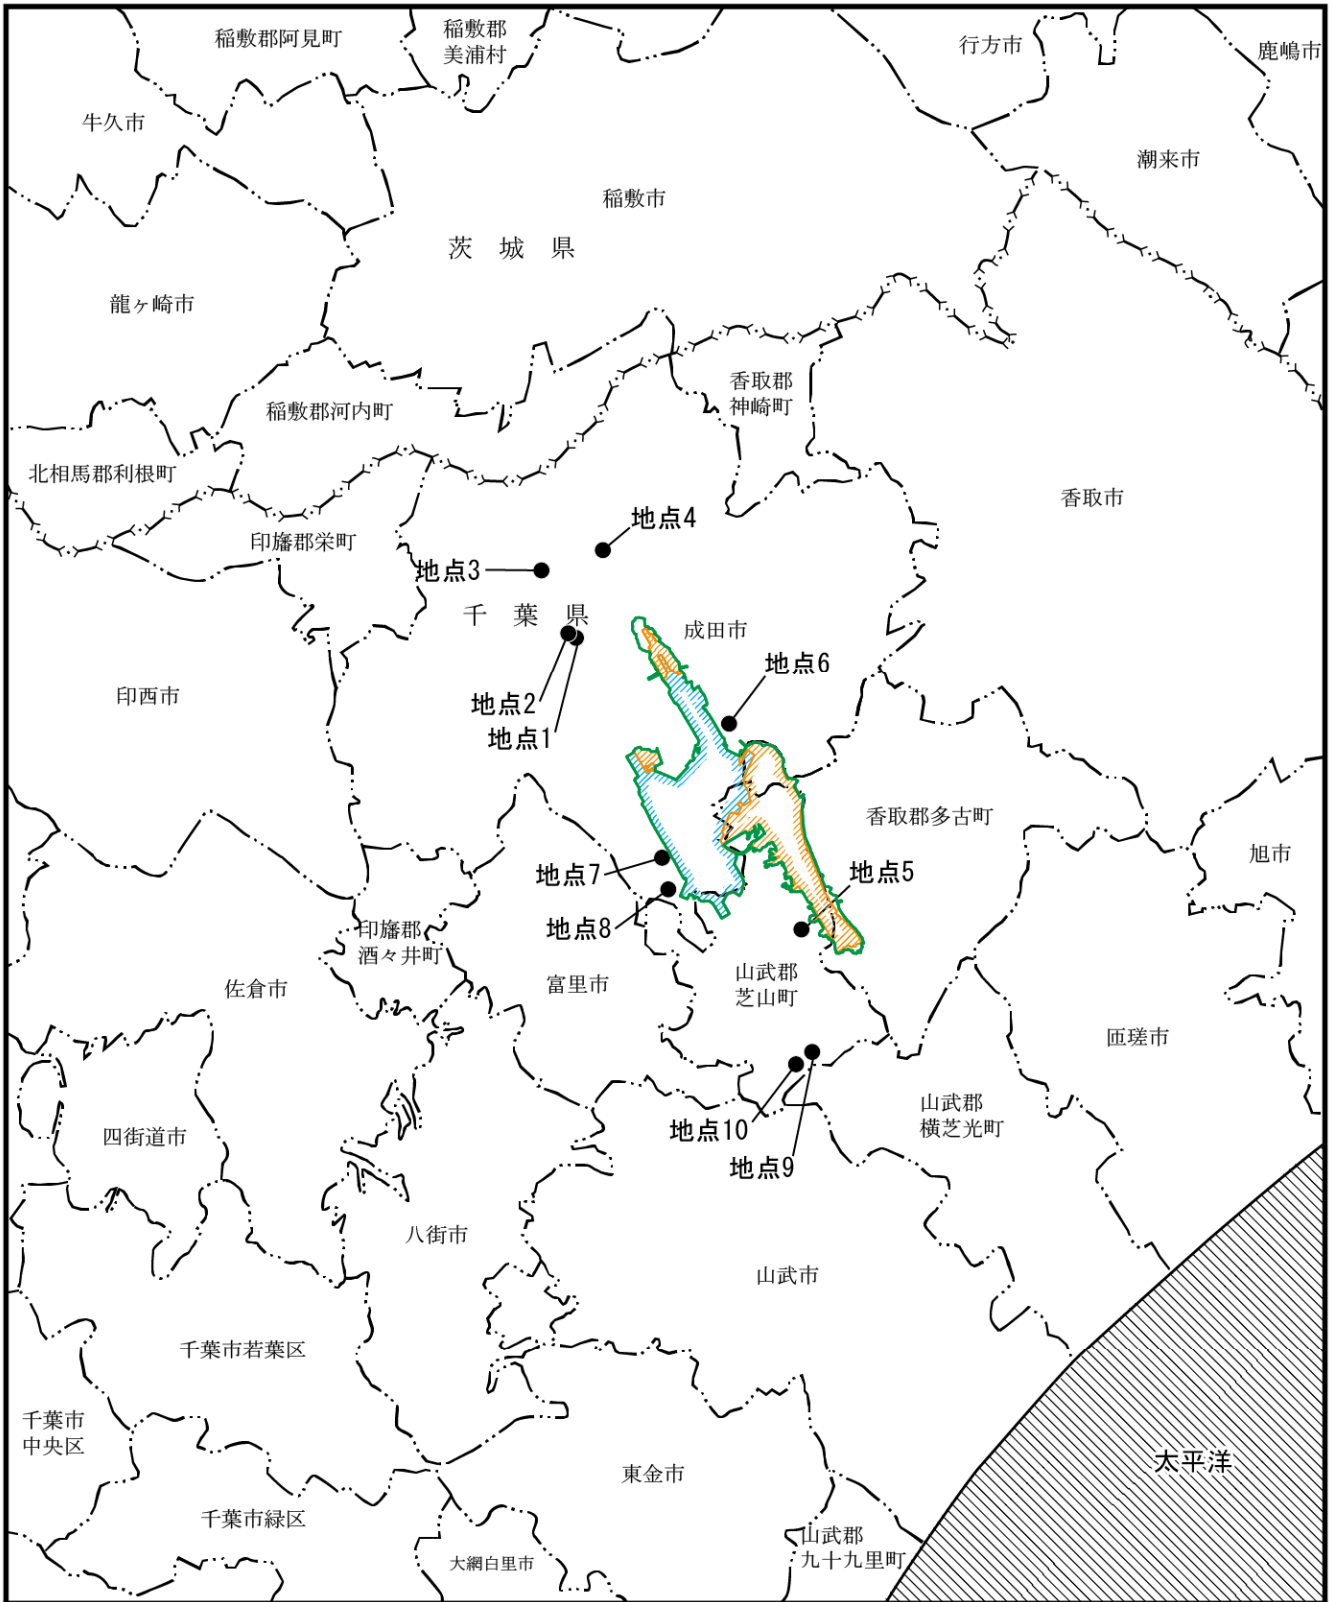 稲敷郡阿見町
稲敷郡
美浦村
行方市
鹿嶋市
牛久市
潮来市
稲敷市
茨城県
龍ヶ崎市
香取郡
神崎町
稲敷郡河内町
北相馬郡利根町
香取市
地点4
印旛郡栄町
地点3
千葉県
成田市
地点6
印西市
地点2
地点1
香取郡多古町
旭市
地点7
地点5
地点8
印旛郡
酒々井町
山武郡
芝山町
富里市
佐倉市
匝瑳市
山武郡
横芝光町
四街道市
地点10
地点9
八街市
山武市
千葉市若葉区
千葉市
中央区
太平洋
東金市
千葉市緑区
山武郡
九十九里町
大網白里市